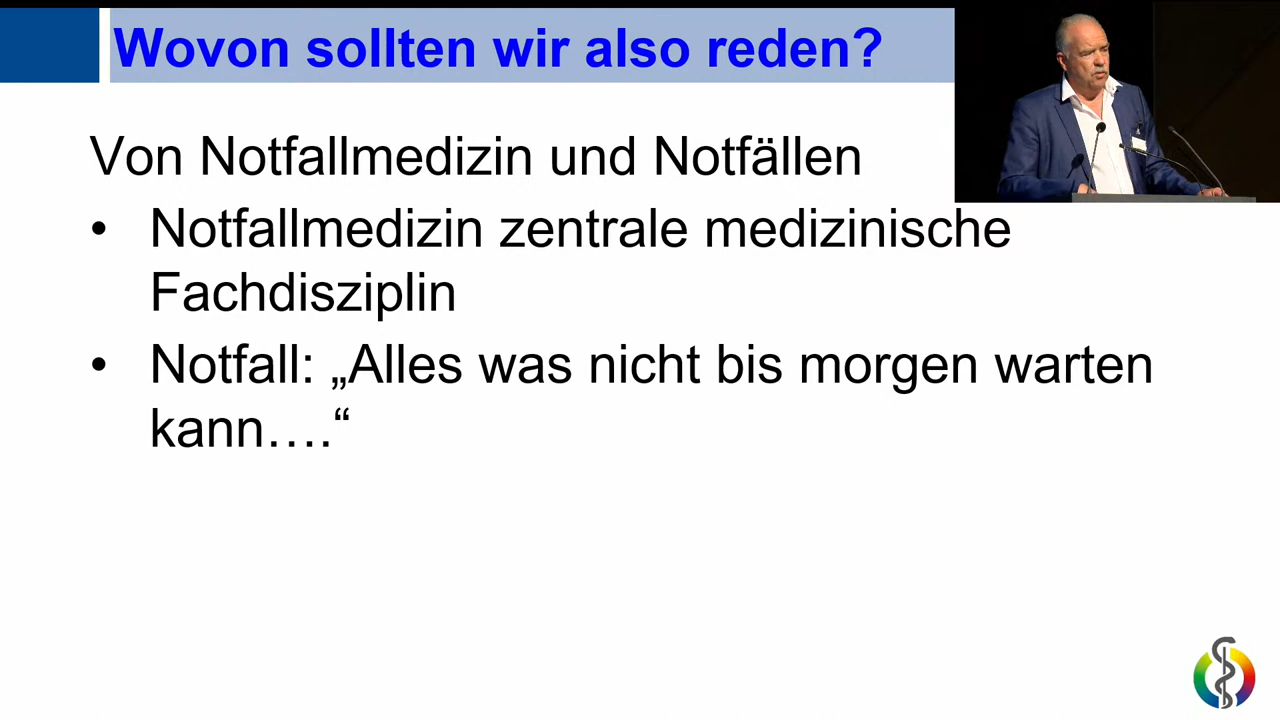 Wovon sollten wir also reden?
Von Notfallmedizin und Notfällen
• Notfallmedizin zentrale medizinische
Fachdisziplin
• Notfall: „Alles was nicht bis morgen warten
kann….“